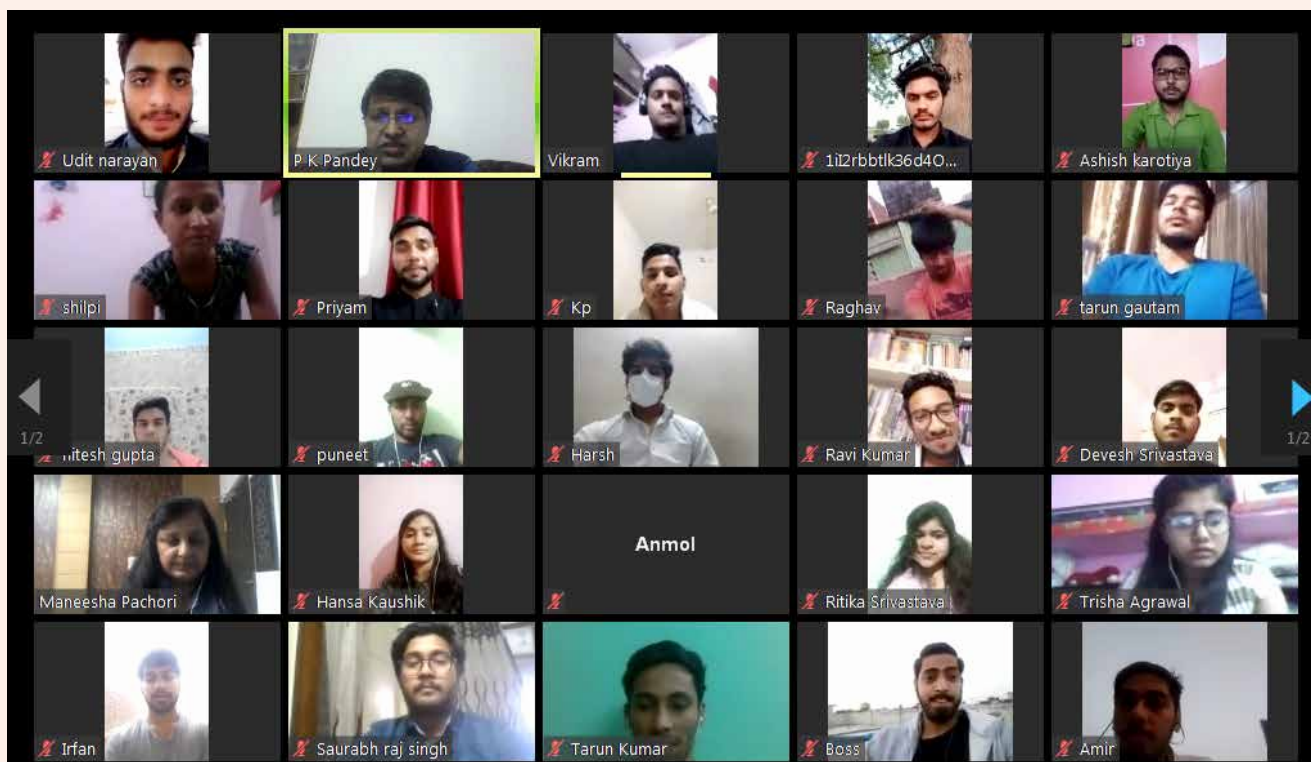 Udit narayan
P K Pandey
Vikram
Ashish karotiya
shilpi
Priyam
Kp
Raghav
tarun gautam
1/2
nitesh gupta
puneet
Harsh
Ravi Kumar
Devesh Srivastava
1/2
Maneesha Pachori
Hansa Kaushik
Anmol
Ritika Srivastava
Trisha Agrawal
Irfan
Saurabh raj singh
Tarun Kumar
Boss
Amir